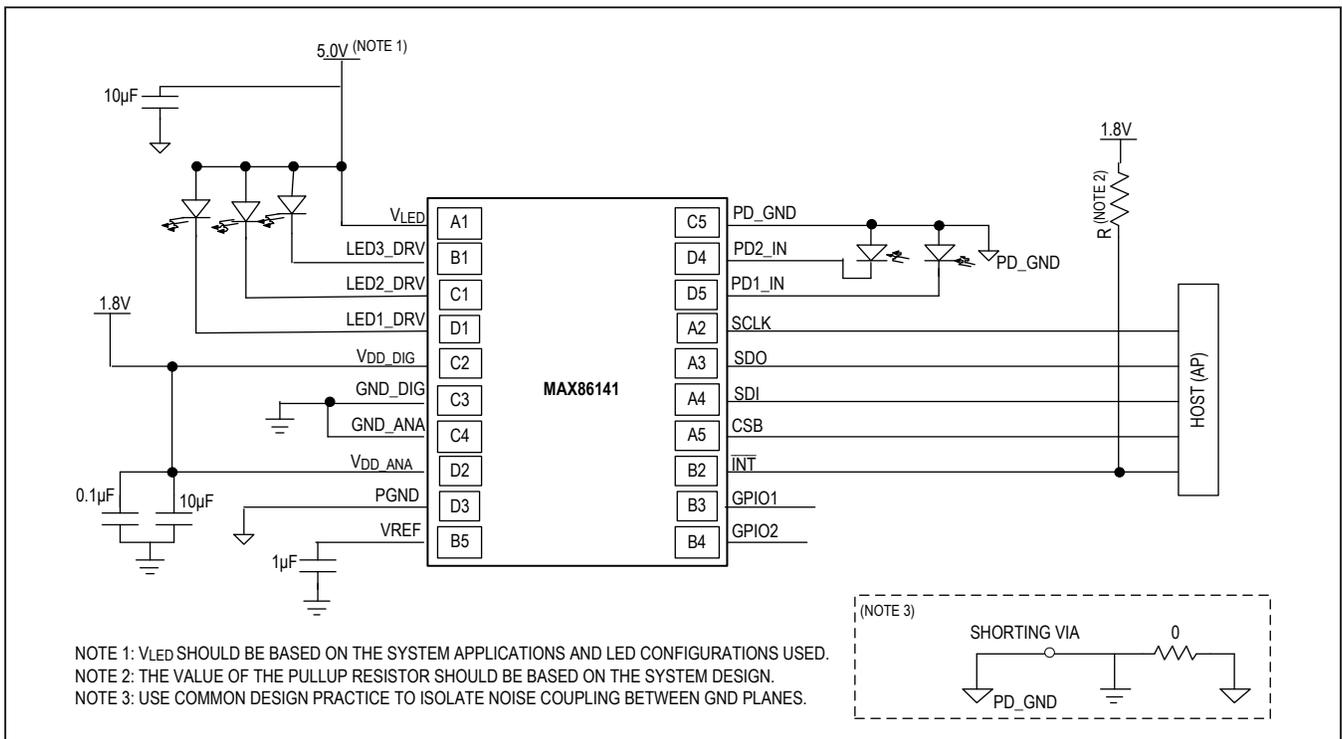 5.0V (NOTE 1)
10µF
1.8V
R (NOTE 2)
VLED
A1
C5
PD_GND
LED3_DRV
B1
D4
PD2_IN
PD_GND
LED2_DRV
C1
D5
PD1_IN
1.8V
LED1_DRV
D1
A2
SCLK
VDD_DIG
C2
A3
SDO
MAX86141
GND_DIG
C3
A4
SDI
HOST (AP)
GND_ANA
C4
A5
CSB
VDD_ANA
D2
B2
INT
0.1µF
10µF
PGND
D3
B3
GPIO1
VREF
B5
B4
GPIO2
1µF
(NOTE 3)
SHORTING VIA
0
PD_GND
NOTE 1: VLED SHOULD BE BASED ON THE SYSTEM APPLICATIONS AND LED CONFIGURATIONS USED.
NOTE 2: THE VALUE OF THE PULLUP RESISTOR SHOULD BE BASED ON THE SYSTEM DESIGN.
NOTE 3: USE COMMON DESIGN PRACTICE TO ISOLATE NOISE COUPLING BETWEEN GND PLANES.